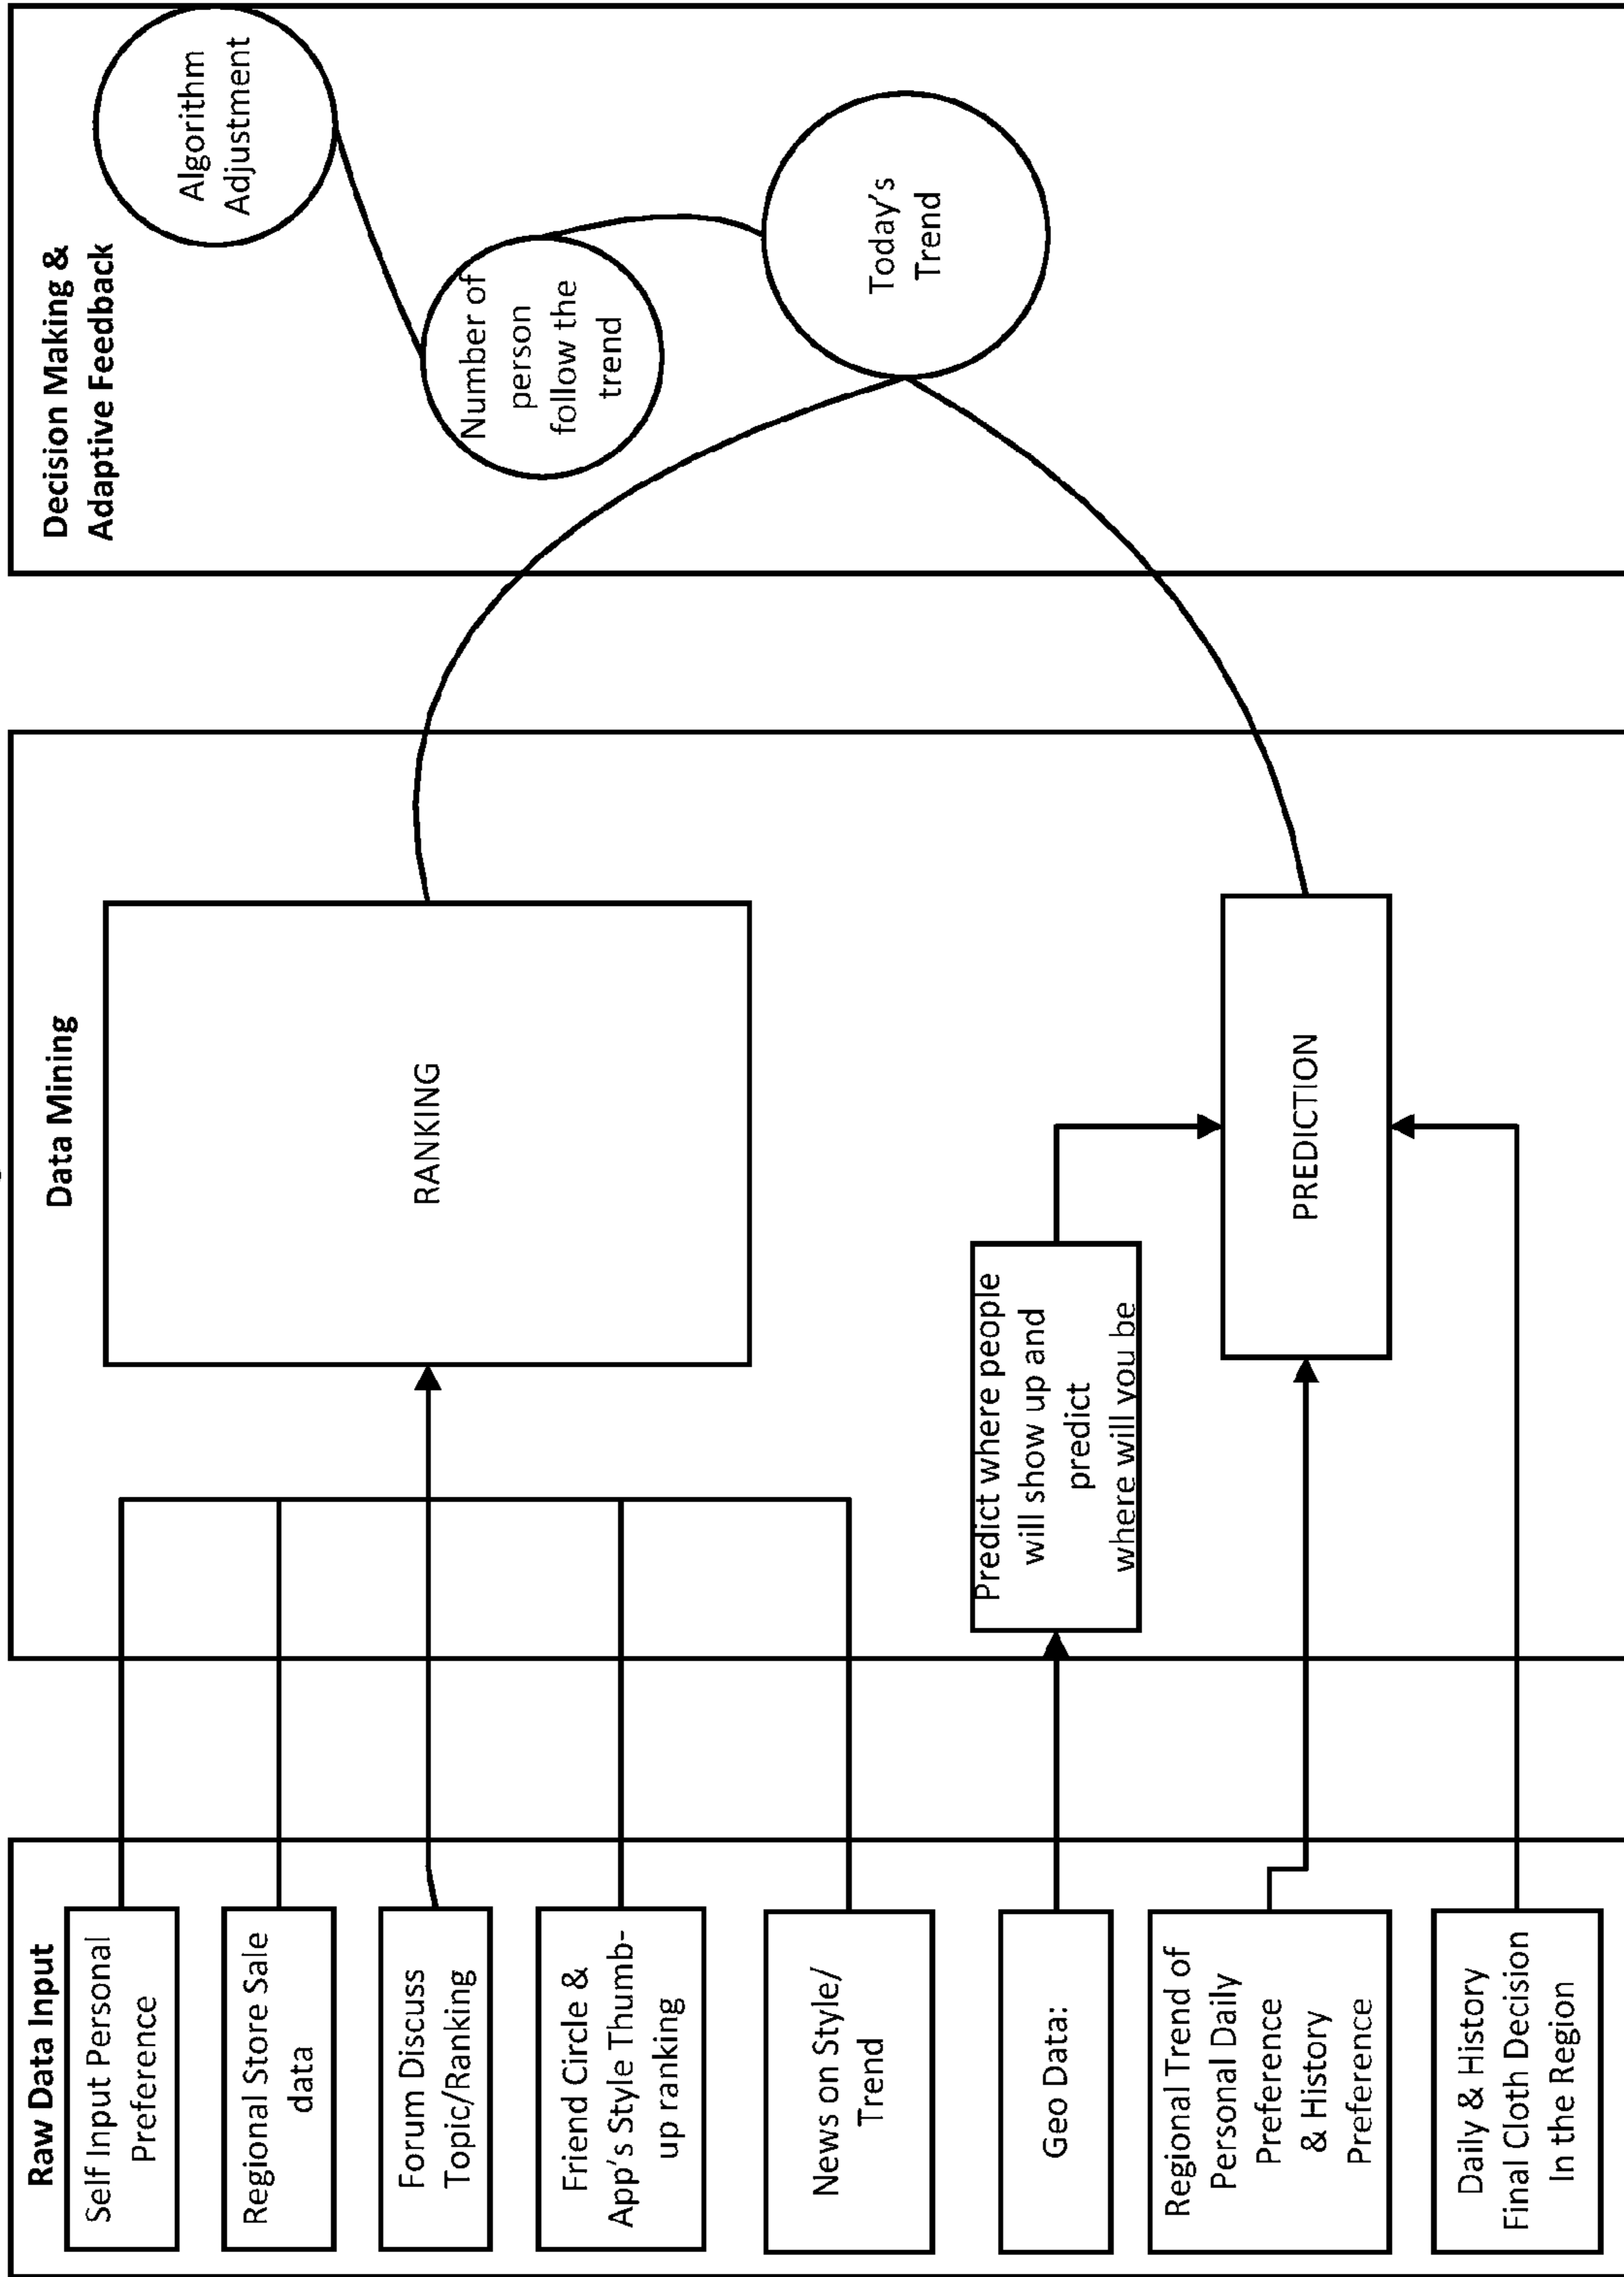 Raw Data Input
Self Input Personal
Preference
Regional Store Sale
data
Forum Discuss
Topic/Ranking
Friend Circle &
App's Style Thumb-
up ranking
News on Style/
Trend
Geo Data:
Regional Trend of
Personal Daily
Preference
& History
Preference
Daily & History
Final Cloth Decision
In the Region
Data Mining
RANKING
Predict where people
will show up and
predict
where will you be
PREDICTION
Decision Making &
Adaptive Feedback
Algorithm
Adjustment
Number of
person
follow the
trend
Today's
Trend